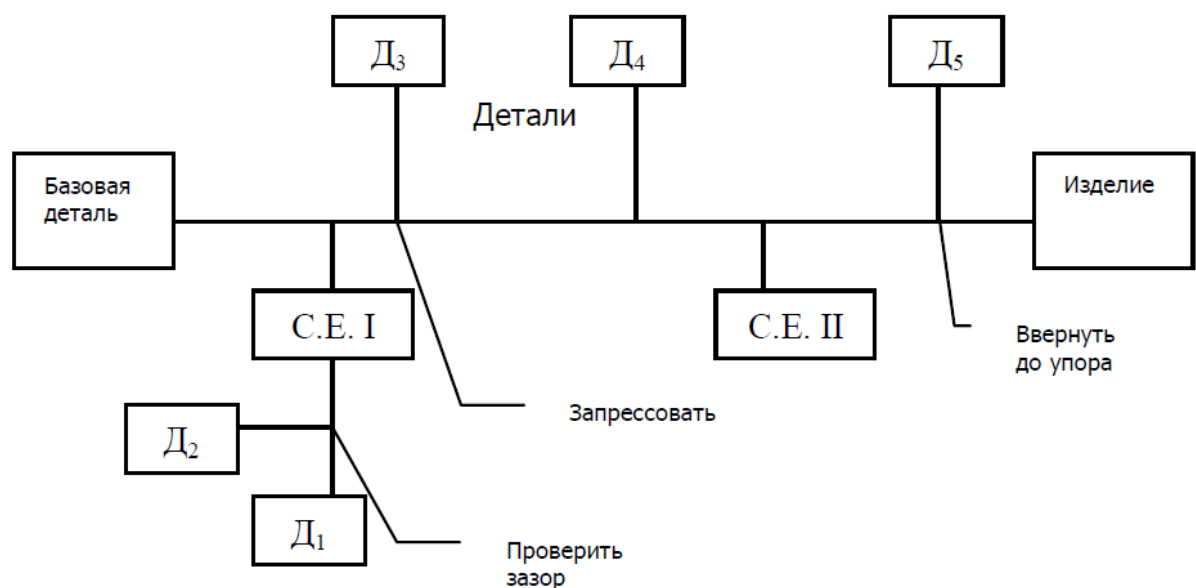 Д₃
Д₄
Д₅
Детали
Базовая
деталь
Изделие
С.Е. I
С.Е. II
Ввернуть
до упора
Запрессовать
Д₂
Д₁
Проверить
зазор